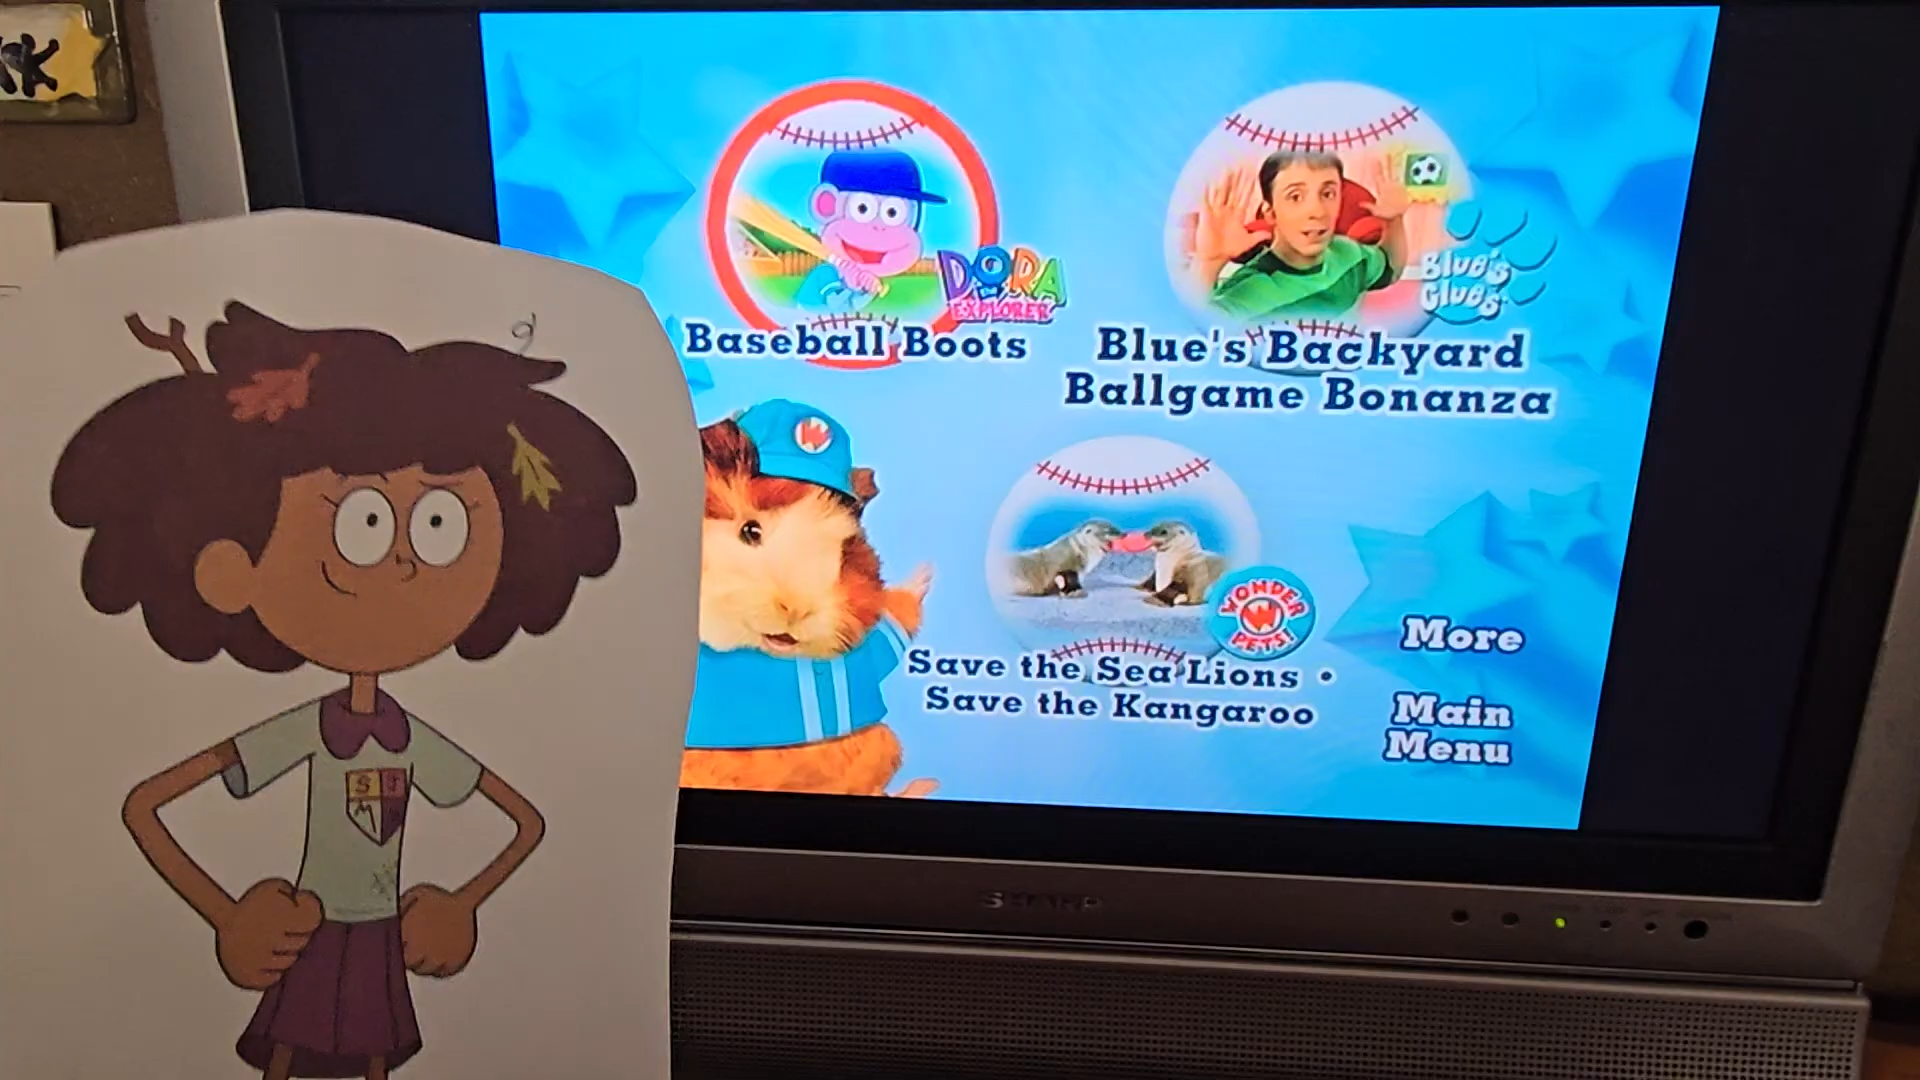 DORA
the
EXPLORER
Baseball Boots
Blue's
Clues
Blue's Backyard
Ballgame Bonanza
W
WONDER
W
PETS!
Save the Sea Lions •
Save the Kangaroo
More
Main
Menu
S J
M
SHARP